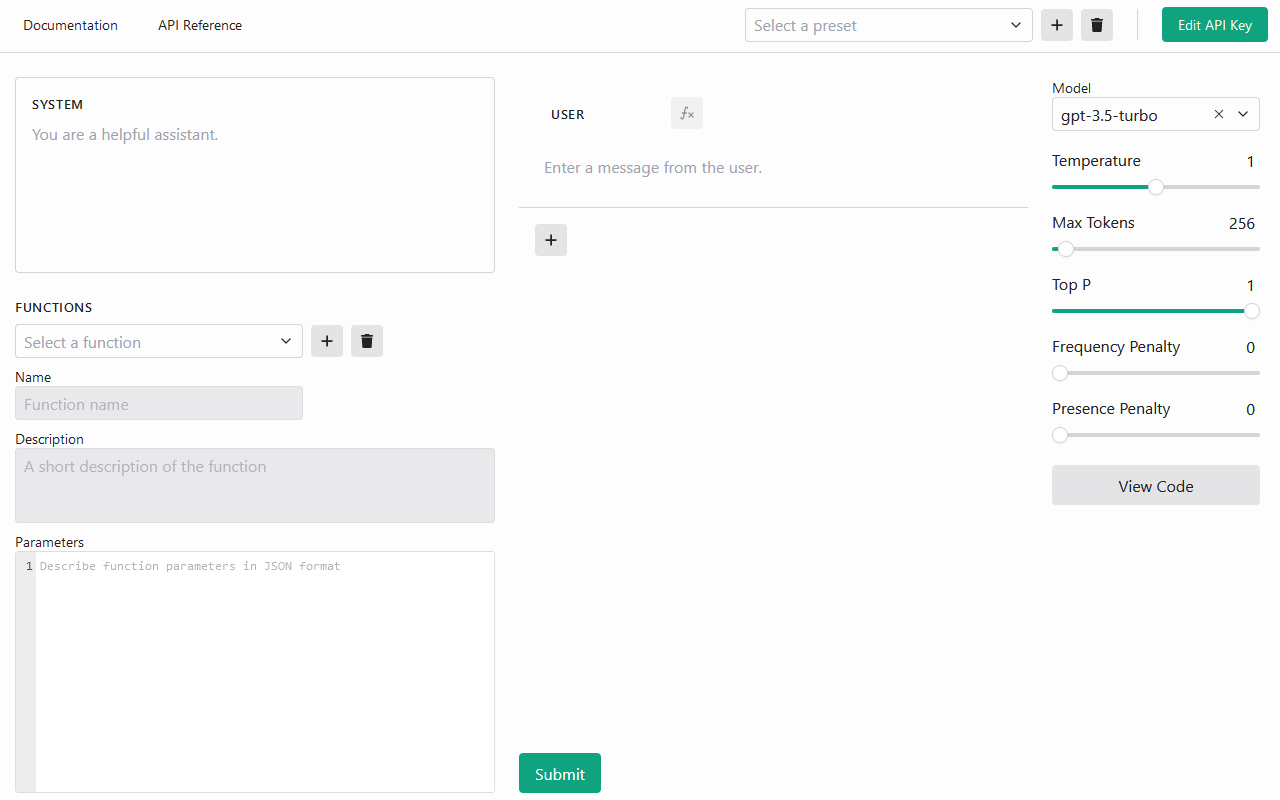 Documentation API Reference Select a preset Edit API Key
SYSTEM
You are a helpful assistant.
FUNCTIONS
Select a function
Name
Function name
Description
A short description of the function
Parameters
1 Describe function parameters in JSON format
USER fx
Enter a message from the user.
Submit
Model
gpt-3.5-turbo
Temperature 1
Max Tokens 256
Top P 1
Frequency Penalty 0
Presence Penalty 0
View Code